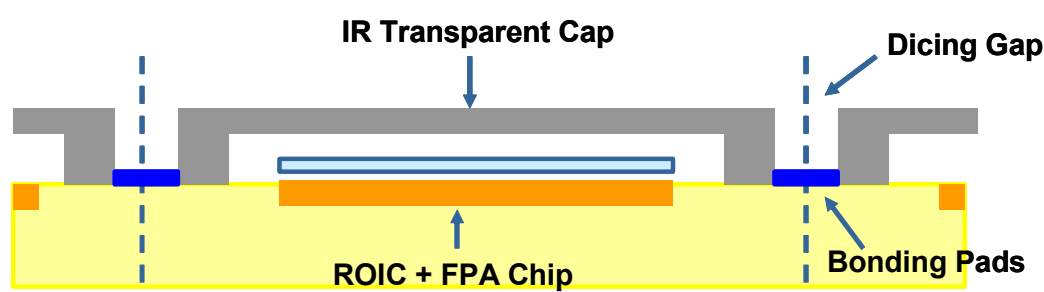 IR Transparent Cap
Dicing Gap
Bonding Pads
ROIC + FPA Chip